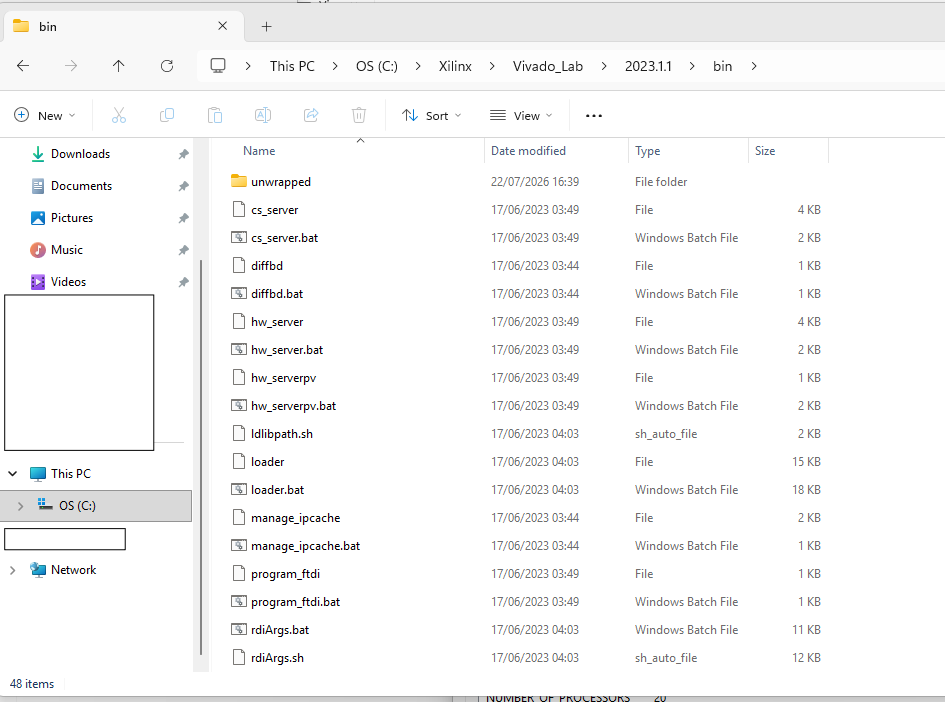 bin
This PC > OS (C:) > Xilinx > Vivado_Lab > 2023.1.1 > bin >
New Sort View ...
Downloads
Documents
Pictures
Music
Videos
This PC
OS (C:)
Network
Name Date modified Type Size
unwrapped 22/07/2026 16:39 File folder
cs_server 17/06/2023 03:49 File 4 KB
cs_server.bat 17/06/2023 03:49 Windows Batch File 2 KB
diffbd 17/06/2023 03:44 File 1 KB
diffbd.bat 17/06/2023 03:44 Windows Batch File 1 KB
hw_server 17/06/2023 03:49 File 4 KB
hw_server.bat 17/06/2023 03:49 Windows Batch File 2 KB
hw_serverpv 17/06/2023 03:49 File 1 KB
hw_serverpv.bat 17/06/2023 03:49 Windows Batch File 2 KB
ldlibpath.sh 17/06/2023 04:03 sh_auto_file 2 KB
loader 17/06/2023 04:03 File 15 KB
loader.bat 17/06/2023 04:03 Windows Batch File 18 KB
manage_ipcache 17/06/2023 03:44 File 2 KB
manage_ipcache.bat 17/06/2023 03:44 Windows Batch File 1 KB
program_ftdi 17/06/2023 03:49 File 1 KB
program_ftdi.bat 17/06/2023 03:49 Windows Batch File 1 KB
rdiArgs.bat 17/06/2023 04:03 Windows Batch File 11 KB
rdiArgs.sh 17/06/2023 04:03 sh_auto_file 12 KB
48 items
NUMBER_OF_PROCESSORS 20